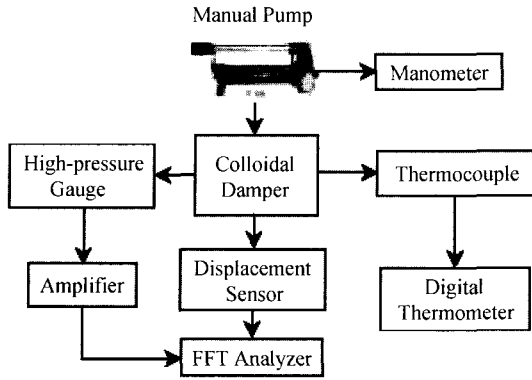 Manual Pump
Manometer
High-pressure
Gauge
Colloidal
Damper
Thermocouple
Amplifier
Displacement
Sensor
Digital
Thermometer
FFT Analyzer